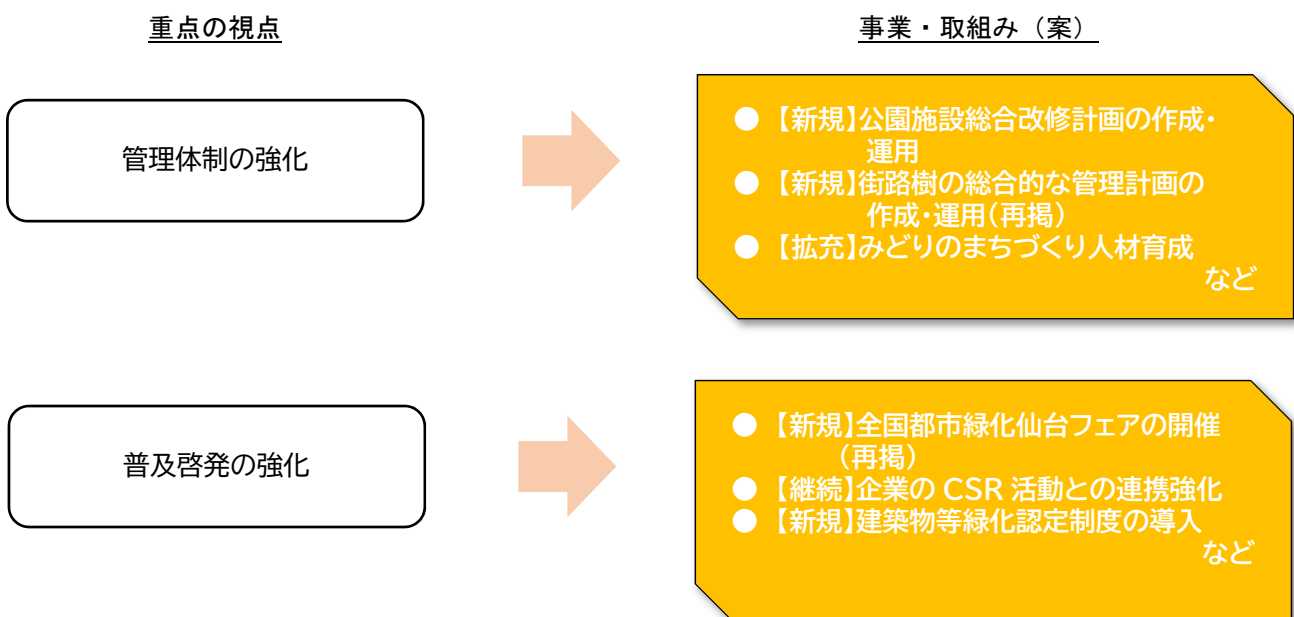 重点の視点
事業・取組み（案）
管理体制の強化
● 【新規】公園施設総合改修計画の作成・
運用
● 【新規】街路樹の総合的な管理計画の
作成・運用（再掲）
● 【拡充】みどりのまちづくり人材育成
など
普及啓発の強化
● 【新規】全国都市緑化仙台フェアの開催
（再掲）
● 【継続】企業の CSR 活動との連携強化
● 【新規】建築物等緑化認定制度の導入
など